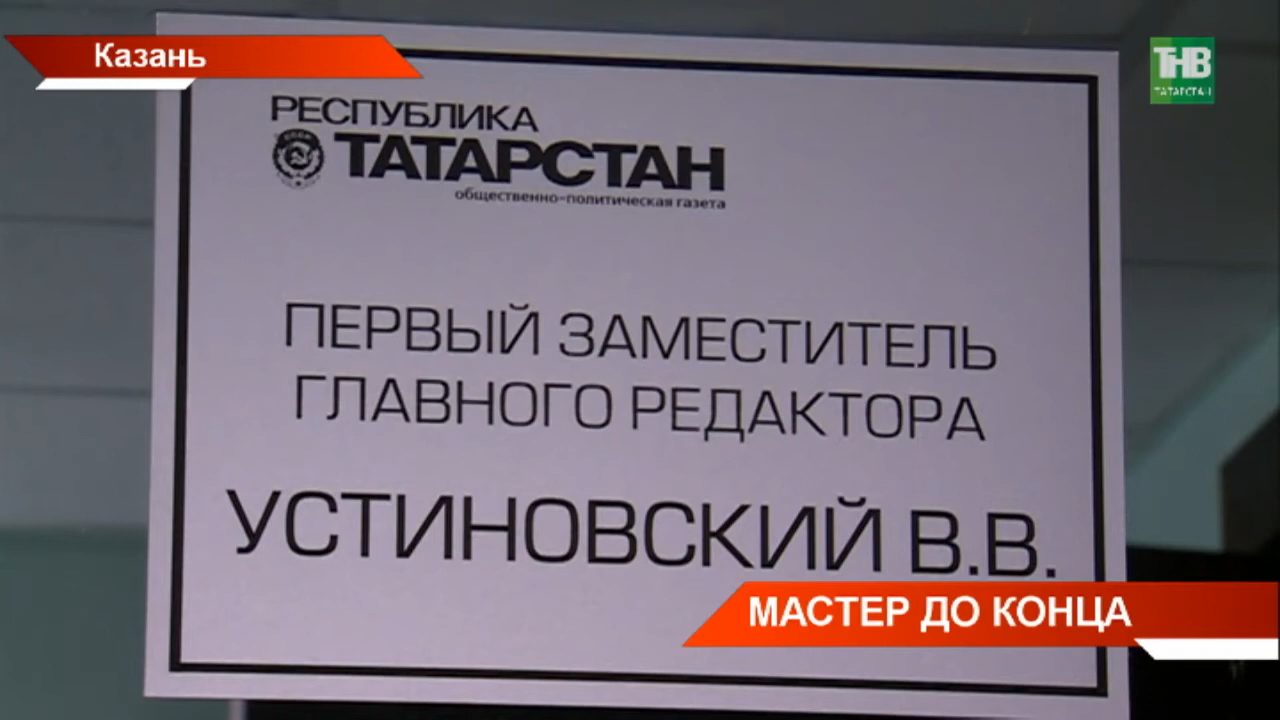 Казань
ТНВ
ТАТАРСТАН
РЕСПУБЛИКА
ТАТАРСТАН
общественно-политическая газета
ПЕРВЫЙ ЗАМЕСТИТЕЛЬ
ГЛАВНОГО РЕДАКТОРА
УСТИНОВСКИЙ В.В.
МАСТЕР ДО КОНЦА